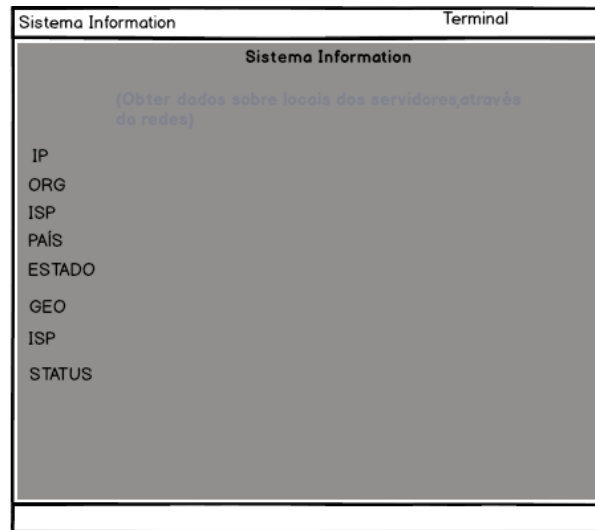 Sistema Information
Terminal
Sistema Information
(Obter dados sobre locais dos servidores,através
da redes)
IP
ORG
ISP
PAÍS
ESTADO
GEO
ISP
STATUS